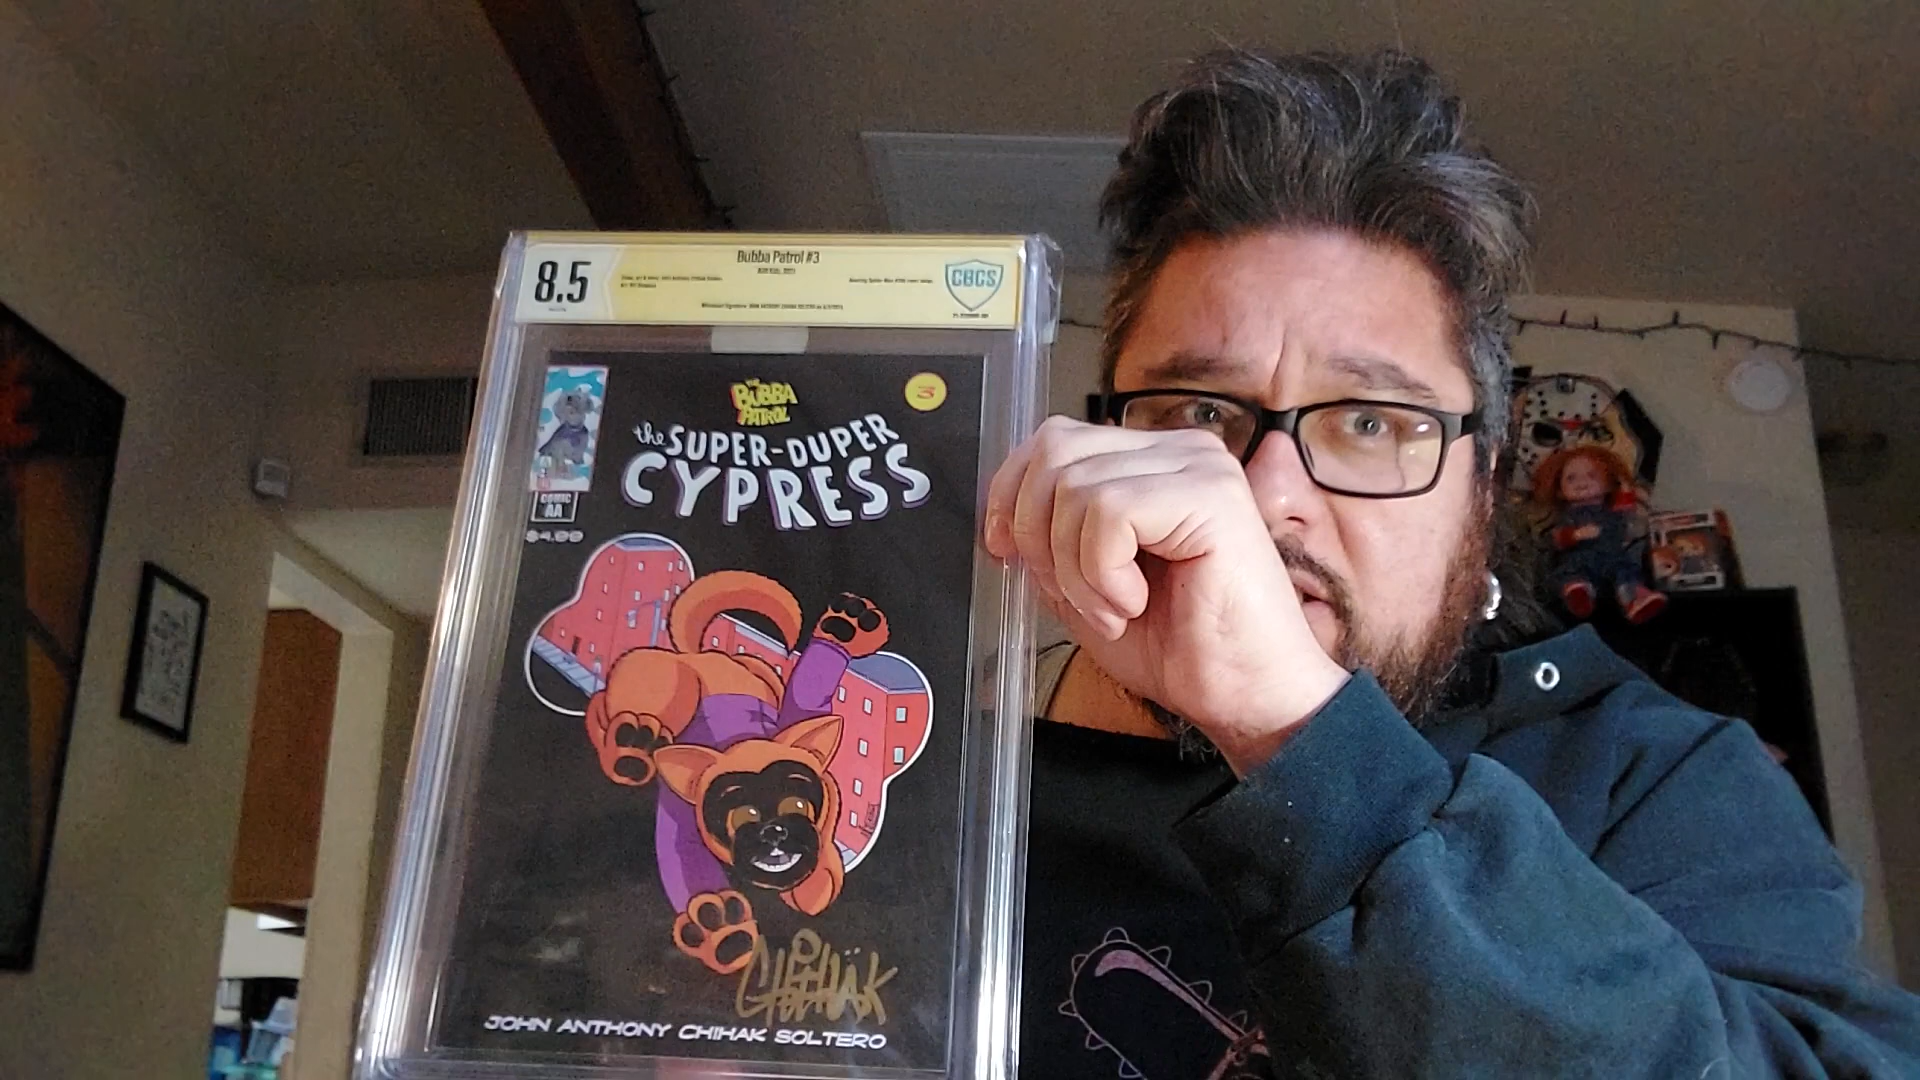 8.5
Bubba Patrol #3
CBCS
THE
BUBBA
PATROL
3
the SUPER-DUPER
CYPRESS
COMIC
AA
$4.99
CHIHAK
JOHN ANTHONY CHIHAK SOLTERO